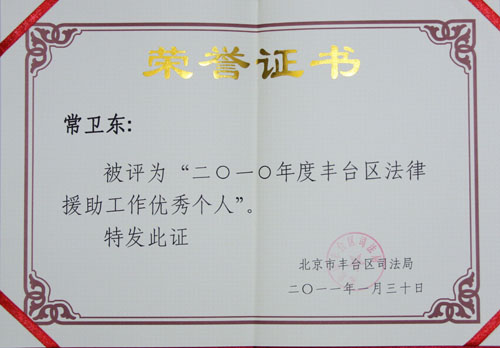 荣誉证书
常卫东:
被评为“二〇一〇年度丰台区法律
援助工作优秀个人”。
特发此证
北京市丰台区司法局
二〇一一年一月三十日